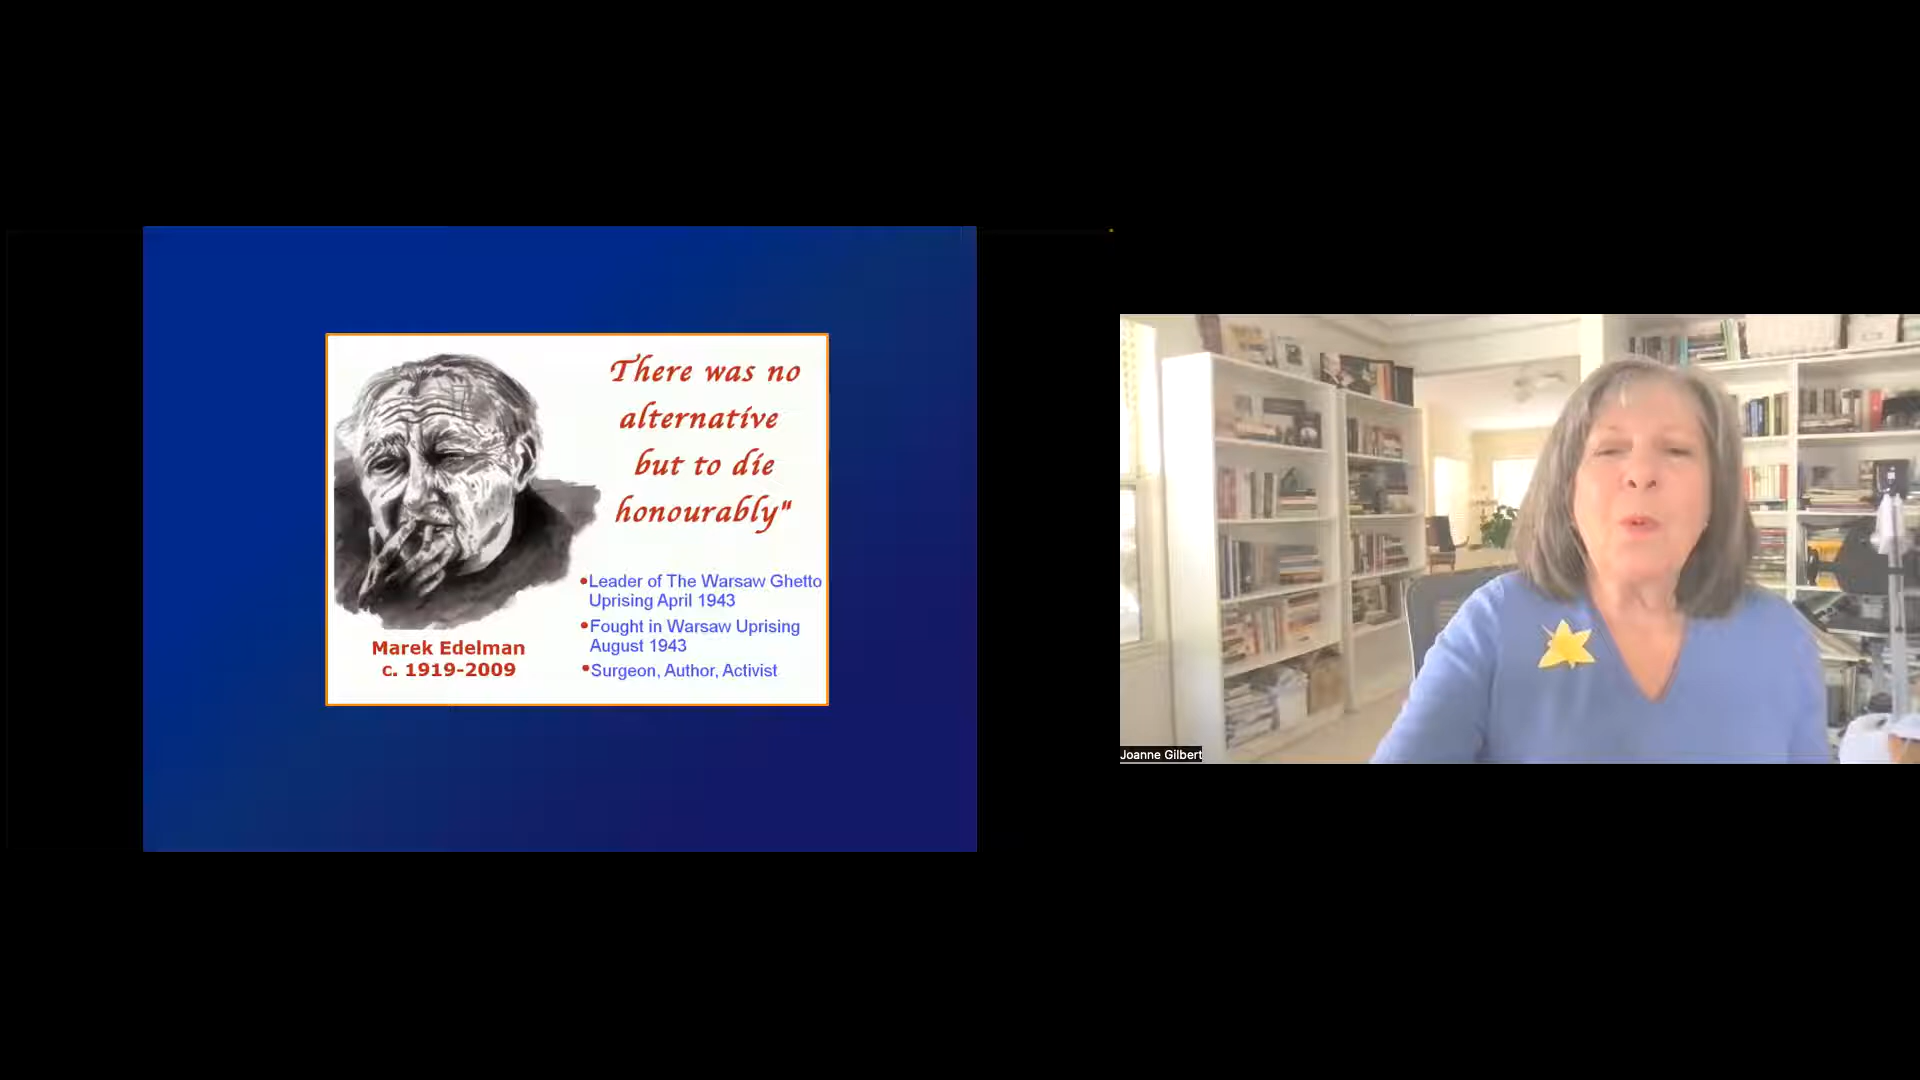 There was no
alternative
but to die
honourably"
•Leader of The Warsaw Ghetto
Uprising April 1943
•Fought in Warsaw Uprising
August 1943
•Surgeon, Author, Activist
Marek Edelman
c. 1919-2009
Joanne Gilbert